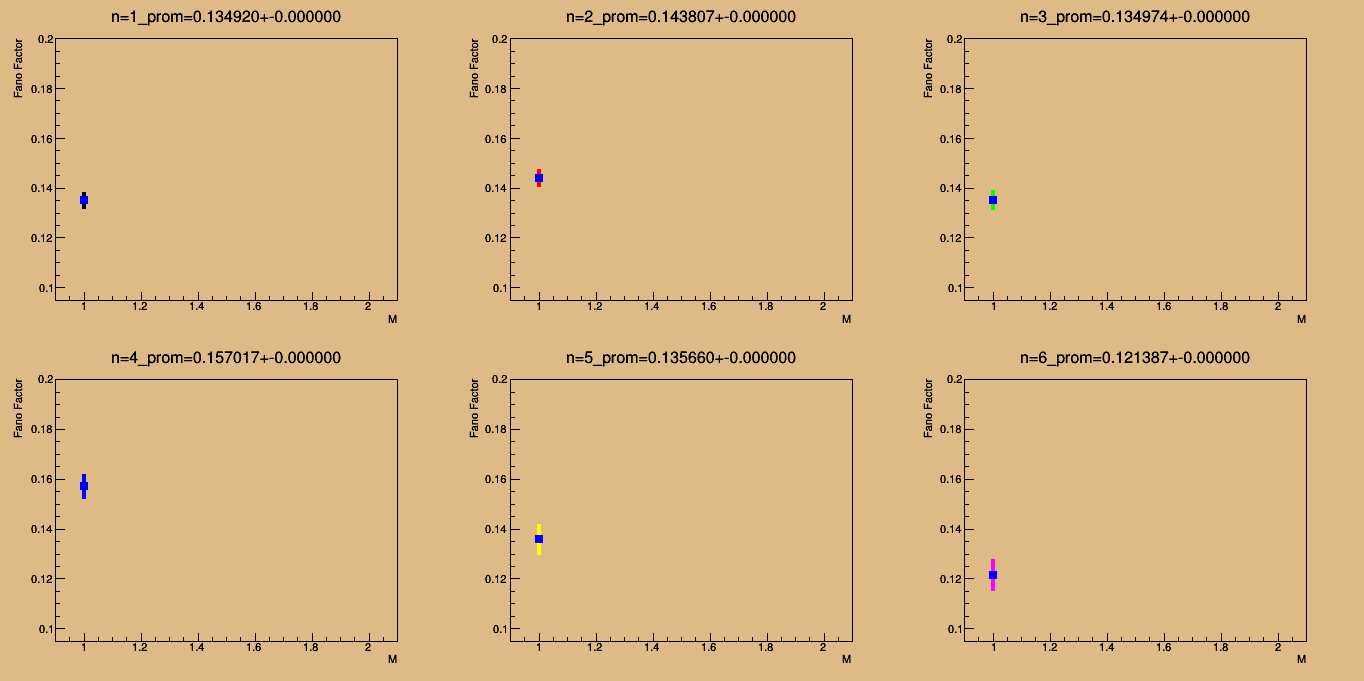 n=1_prom=0.134920+-0.000000
Fano Factor
0.2
0.18
0.16
0.14
0.12
0.1
1 1.2 1.4 1.6 1.8 2
M
n=2_prom=0.143807+-0.000000
Fano Factor
0.2
0.18
0.16
0.14
0.12
0.1
1 1.2 1.4 1.6 1.8 2
M
n=3_prom=0.134974+-0.000000
Fano Factor
0.2
0.18
0.16
0.14
0.12
0.1
1 1.2 1.4 1.6 1.8 2
M
n=4_prom=0.157017+-0.000000
Fano Factor
0.2
0.18
0.16
0.14
0.12
0.1
1 1.2 1.4 1.6 1.8 2
M
n=5_prom=0.135660+-0.000000
Fano Factor
0.2
0.18
0.16
0.14
0.12
0.1
1 1.2 1.4 1.6 1.8 2
M
n=6_prom=0.121387+-0.000000
Fano Factor
0.2
0.18
0.16
0.14
0.12
0.1
1 1.2 1.4 1.6 1.8 2
M